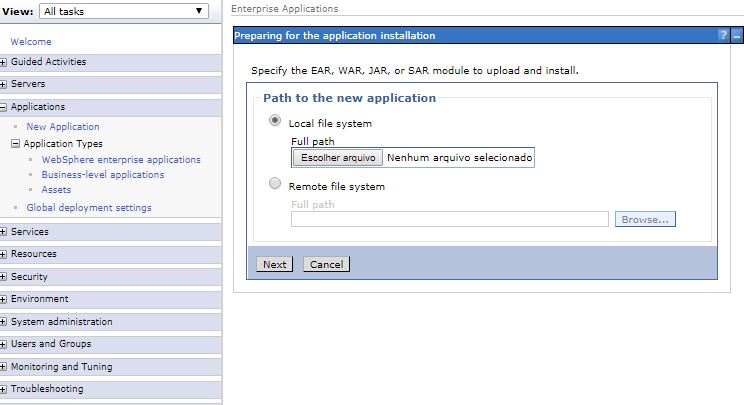 View: All tasks
Welcome
Guided Activities
Servers
Applications
New Application
Application Types
WebSphere enterprise applications
Business-level applications
Assets
Global deployment settings
Services
Resources
Security
Environment
System administration
Users and Groups
Monitoring and Tuning
Troubleshooting
Enterprise Applications
Preparing for the application installation ? –
Specify the EAR, WAR, JAR, or SAR module to upload and install.
Path to the new application
Local file system
Full path
Escolher arquivo Nenhum arquivo selecionado
Remote file system
Full path
Browse...
Next Cancel